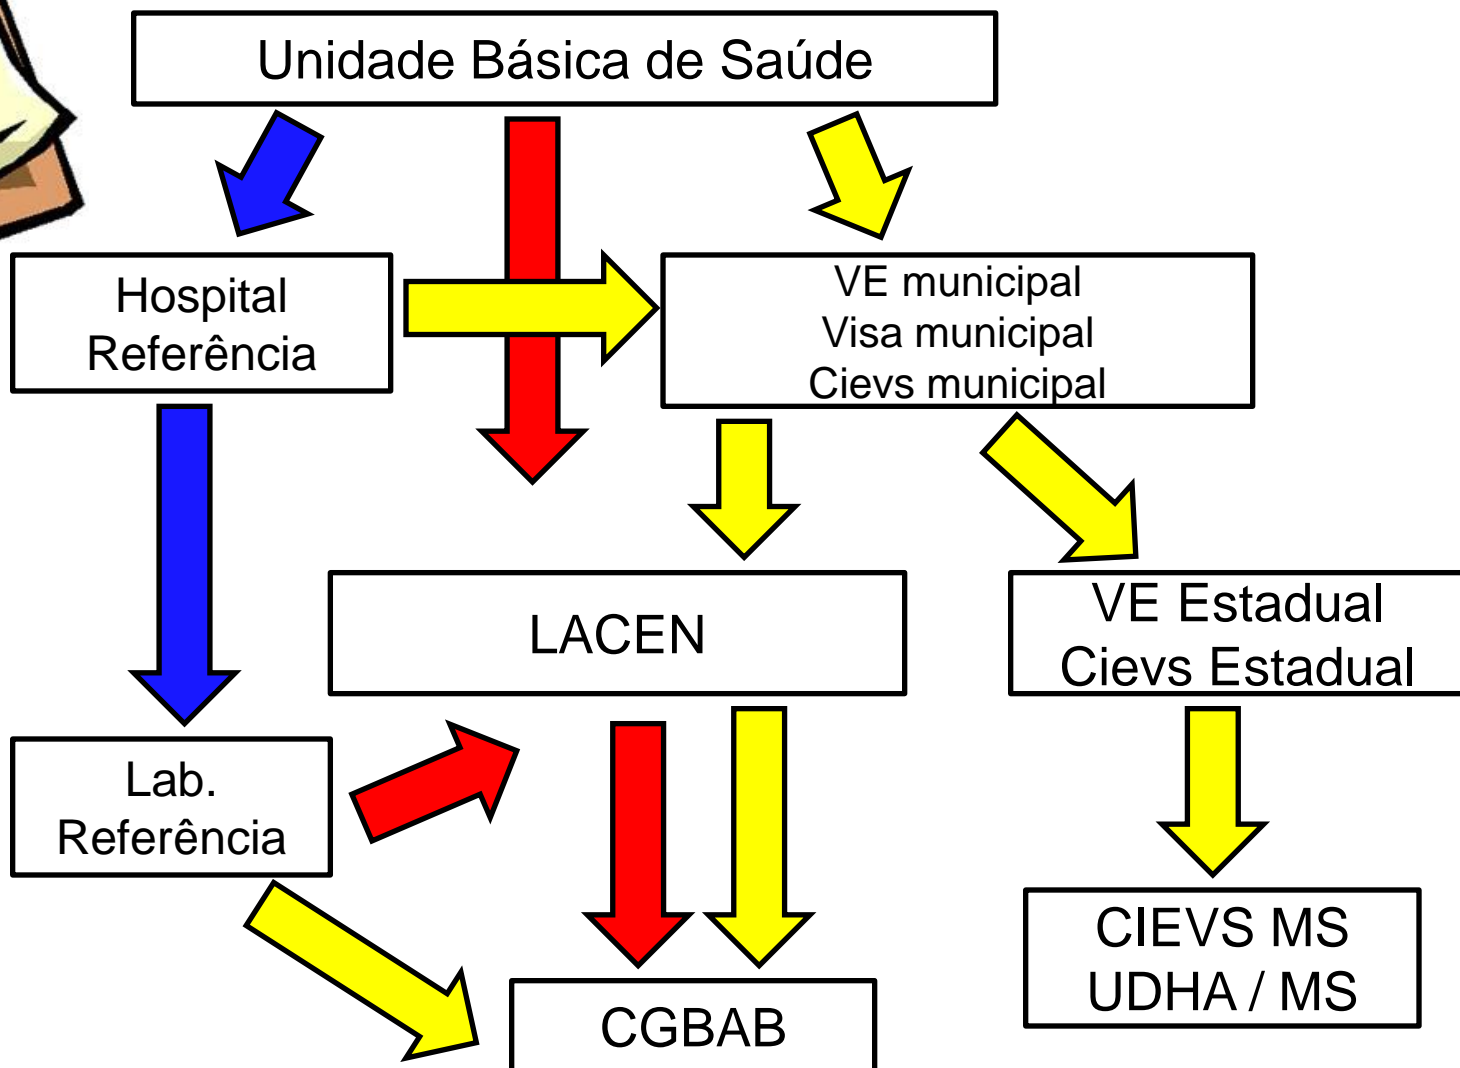 Unidade Básica de Saúde
Hospital
Referência
VE municipal
Visa municipal
Cievs municipal
LACEN
VE Estadual
Cievs Estadual
Lab.
Referência
CIEVS MS
UDHA / MS
CGBAB